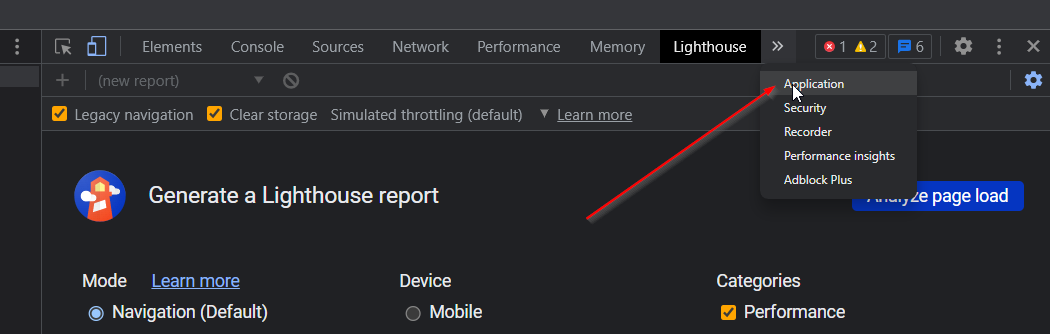 Elements Console Sources Network Performance Memory Lighthouse » 1 2 6
(new report)
Application
Legacy navigation Clear storage Simulated throttling (default) Learn more
Security
Recorder
Performance insights
Adblock Plus
Generate a Lighthouse report
Analyze page load
Mode Learn more Device Categories
Navigation (Default) Mobile Performance